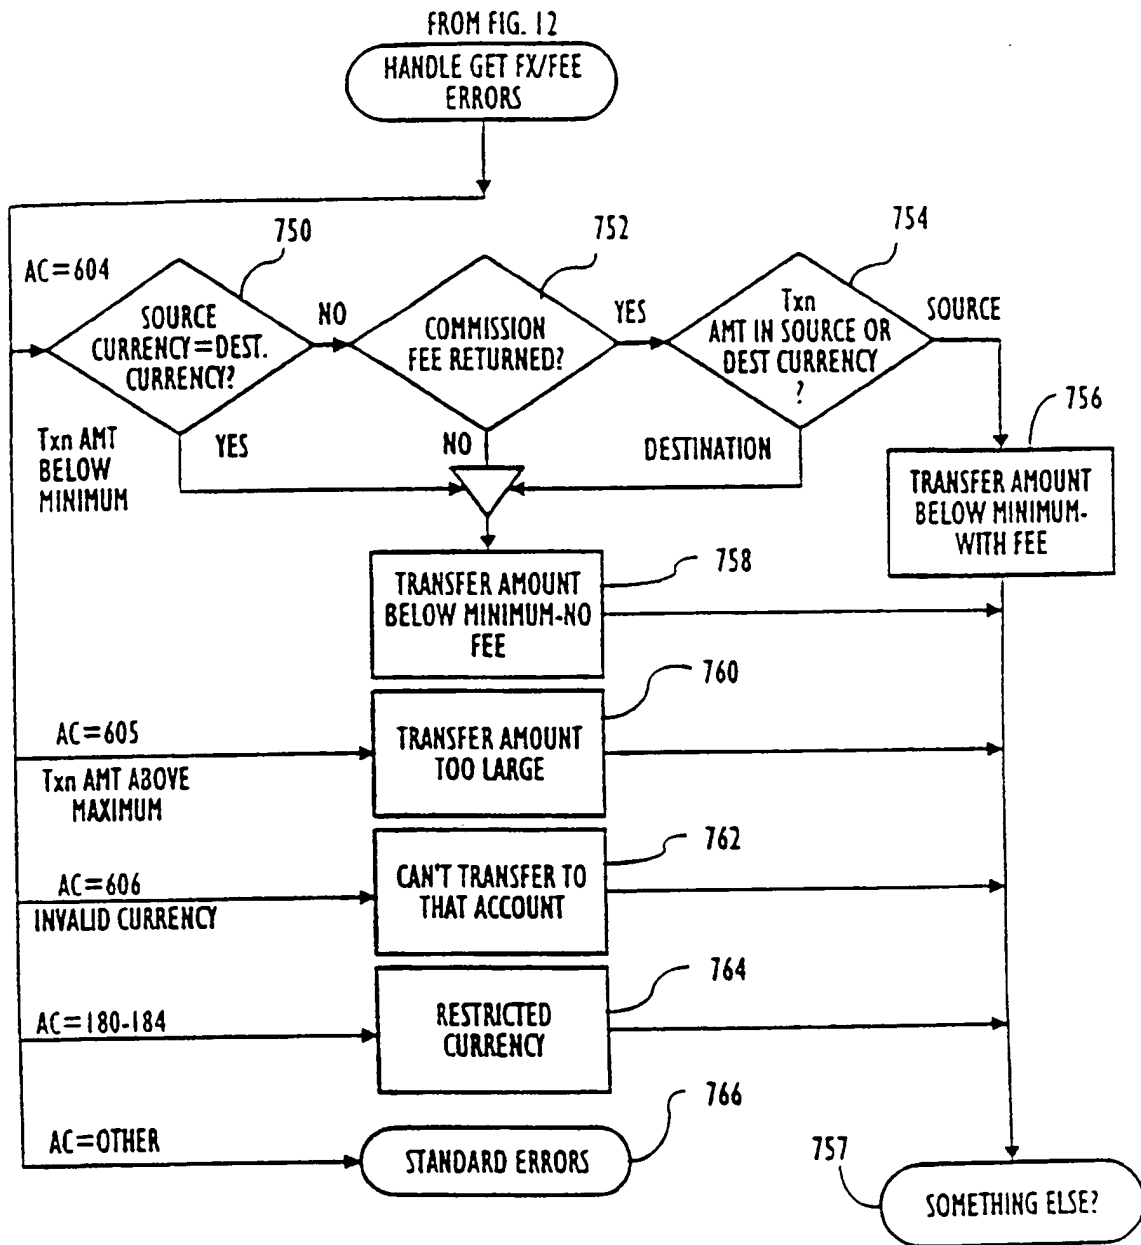 FROM FIG. 12
HANDLE GET FX/FEE
ERRORS
750
752
754
AC=604
SOURCE
CURRENCY=DEST.
CURRENCY?
NO
COMMISSION
FEE RETURNED?
YES
Txn
AMT IN SOURCE OR
DEST CURRENCY
?
SOURCE
756
Txn AMT
BELOW
MINIMUM
YES
NO
DESTINATION
TRANSFER AMOUNT
BELOW MINIMUM-
WITH FEE
758
TRANSFER AMOUNT
BELOW MINIMUM-NO
FEE
760
AC=605
Txn AMT ABOVE
MAXIMUM
TRANSFER AMOUNT
TOO LARGE
762
AC=606
INVALID CURRENCY
CAN'T TRANSFER TO
THAT ACCOUNT
764
AC=180-184
RESTRICTED
CURRENCY
766
AC=OTHER
STANDARD ERRORS
757
SOMETHING ELSE?